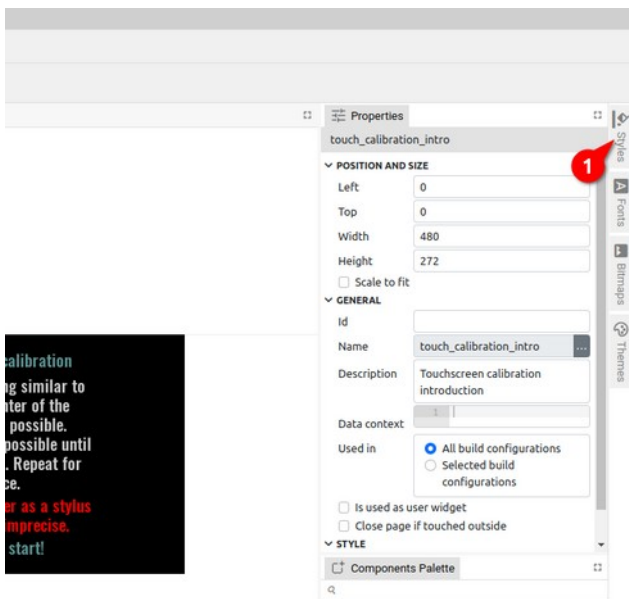 Properties
touch_calibration_intro
POSITION AND SIZE
Left 0
Top 0
Width 480
Height 272
Scale to fit
GENERAL
Id
Name touch_calibration_intro ...
Description Touchscreen calibration
introduction
1
Data context
Used in All build configurations
Selected build
configurations
Is used as user widget
Close page if touched outside
STYLE
Components Palette
1
Styles
Fonts
Bitmaps
Themes
calibration
ng similar to
nter of the
possible.
possible until
. Repeat for
ce.
er as a stylus
imprecise.
start!